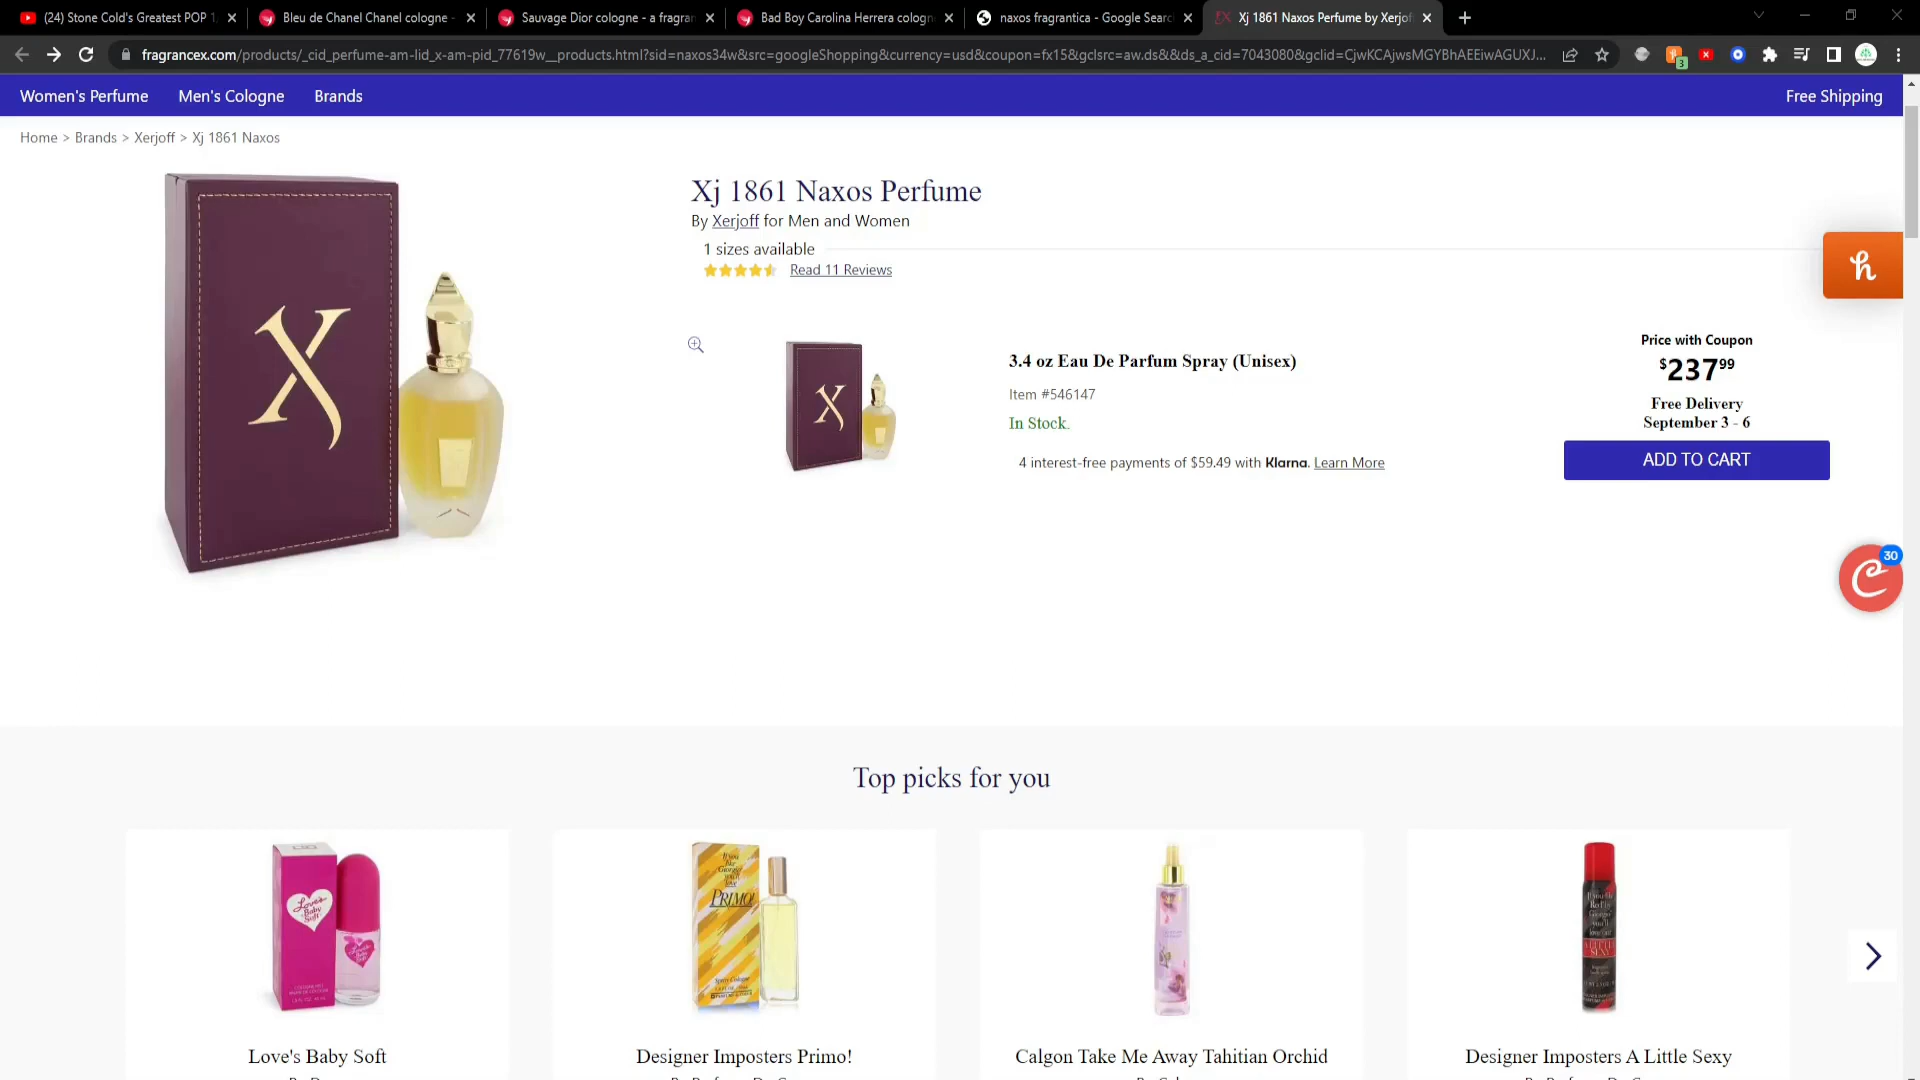 (24) Stone Cold's Greatest POP 1
Bleu de Chanel Chanel cologne -
Sauvage Dior cologne - a fragran
Bad Boy Carolina Herrera cologn
naxos fragrantica - Google Searc
Xj 1861 Naxos Perfume by Xerjof
fragrancex.com/products/_cid_perfume-am-lid_x-am-pid_77619w__products.html?sid=naxos34w&src=googleShopping&currency=usd&coupon=fx15&gclsrc=aw.ds&&ds_a_cid=7043080&gclid=CjwKCAjwsMGYBhAEEiwAGUXJ...
3
Women's Perfume
Men's Cologne
Brands
Free Shipping
Home > Brands > Xerjoff > Xj 1861 Naxos
Xj 1861 Naxos Perfume
By Xerjoff for Men and Women
1 sizes available
Read 11 Reviews
X
X
3.4 oz Eau De Parfum Spray (Unisex)
Item #546147
In Stock.
4 interest-free payments of $59.49 with Klarna. Learn More
Price with Coupon
$237.99
Free Delivery
September 3 - 6
ADD TO CART
h
30
Top picks for you
Love's Baby Soft
PRIMO!
Love's Baby Soft
Designer Imposters Primo!
Calgon Take Me Away Tahitian Orchid
Designer Imposters A Little Sexy